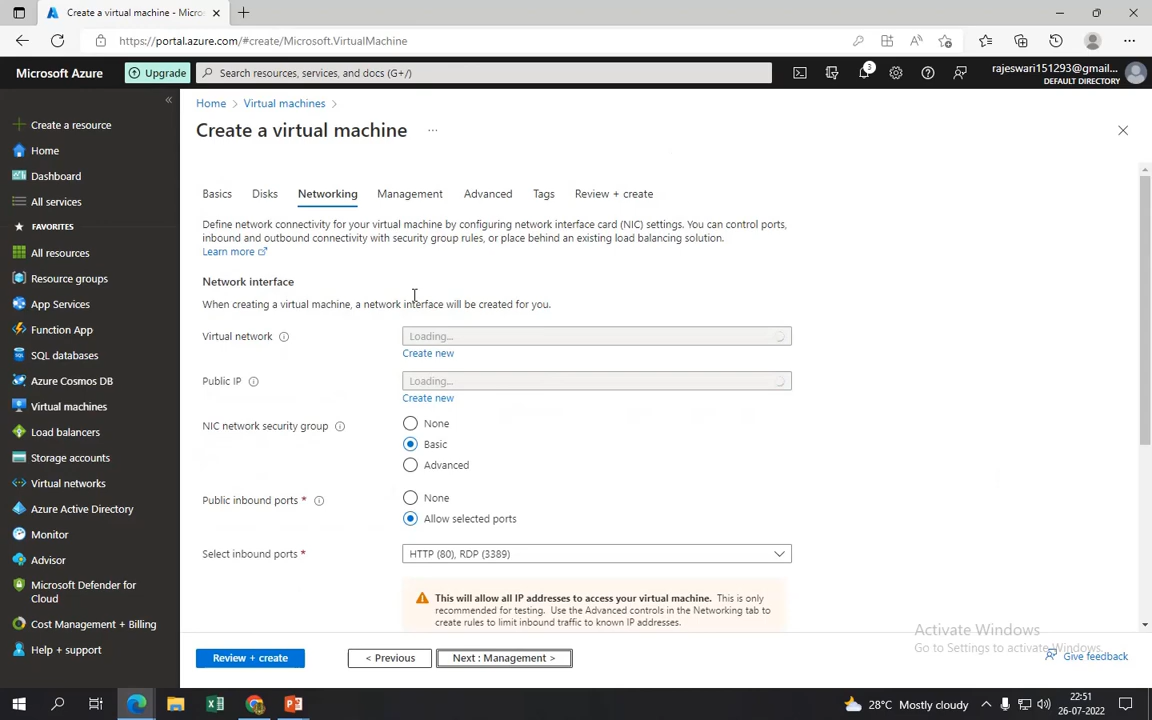 Create a virtual machine - Micros
https://portal.azure.com/#create/Microsoft.VirtualMachine
Microsoft Azure
Upgrade
Search resources, services, and docs (G+/)
3
rajeswari151293@gmail....
DEFAULT DIRECTORY
Create a resource
Home
Dashboard
All services
FAVORITES
All resources
Resource groups
App Services
Function App
SQL databases
Azure Cosmos DB
Virtual machines
Load balancers
Storage accounts
Virtual networks
Azure Active Directory
Monitor
Advisor
Microsoft Defender for
Cloud
Cost Management + Billing
Help + support
Home > Virtual machines >
Create a virtual machine ...
Basics Disks Networking Management Advanced Tags Review + create
Define network connectivity for your virtual machine by configuring network interface card (NIC) settings. You can control ports,
inbound and outbound connectivity with security group rules, or place behind an existing load balancing solution.
Learn more
Network interface
When creating a virtual machine, a network interface will be created for you.
Virtual network
Loading...
Create new
Public IP
Loading...
Create new
NIC network security group
None
Basic
Advanced
Public inbound ports *
None
Allow selected ports
Select inbound ports *
HTTP (80), RDP (3389)
This will allow all IP addresses to access your virtual machine. This is only
recommended for testing. Use the Advanced controls in the Networking tab to
create rules to limit inbound traffic to known IP addresses.
Review + create
< Previous
Next : Management >
Activate Windows
Go to Settings to activate Windows.
Give feedback
28°C Mostly cloudy
22:51
26-07-2022